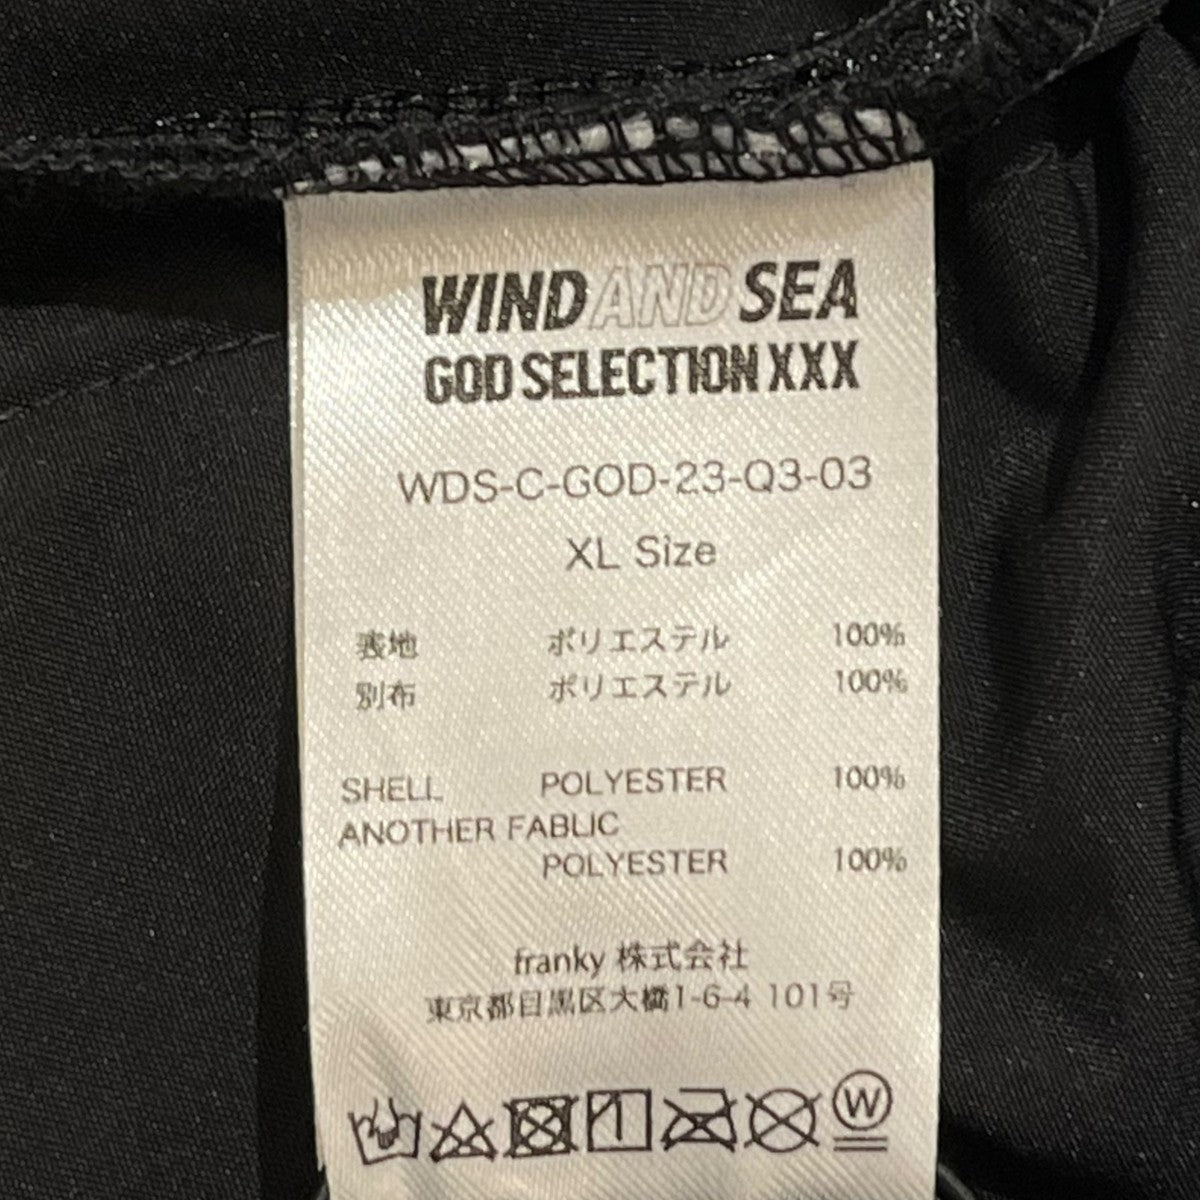 WIND AND SEA
GOD SELECTION XXX
WDS-C-GOD-23-Q3-03
XL Size
表地 ポリエステル 100%
別布 ポリエステル 100%
SHELL POLYESTER 100%
ANOTHER FABLIC
POLYESTER 100%
franky 株式会社
東京都目黒区大橋1-6-4 101号
W